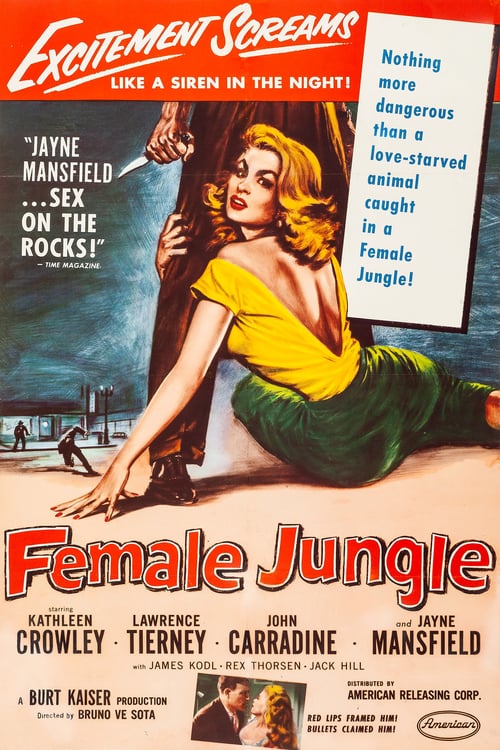 EXCITEMENT SCREAMS
LIKE A SIREN IN THE NIGHT!
"JAYNE
MANSFIELD
...SEX
ON THE
ROCKS!"
— TIME MAGAZINE
Nothing
more
dangerous
than a
love-starved
animal
caught
in a
Female
Jungle!
Female Jungle
starring
KATHLEEN CROWLEY · LAWRENCE TIERNEY · JOHN CARRADINE · and JAYNE MANSFIELD
with JAMES KODL · REX THORSEN · JACK HILL
A BURT KAISER PRODUCTION
Directed by BRUNO VE SOTA
DISTRIBUTED BY
AMERICAN RELEASING CORP.
RED LIPS FRAMED HIM!
BULLETS CLAIMED HIM!
American